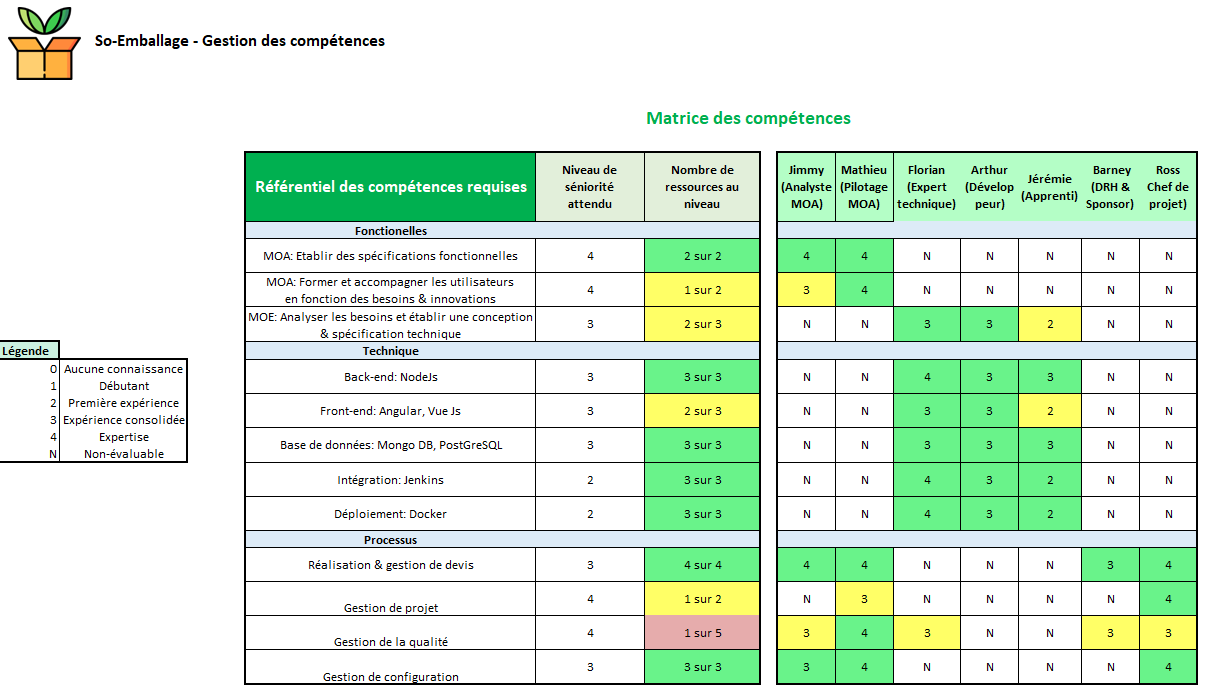 So-Emballage - Gestion des compétences
Matrice des compétences
Référentiel des compétences requises
Niveau de
séniorité
attendu
Nombre de
ressources au
niveau
Jimmy
(Analyste
MOA)
Mathieu
(Pilotage
MOA)
Florian
(Expert
technique)
Arthur
(Dévelop
peur)
Jérémie
(Apprenti)
Barney
(DRH &
Sponsor)
Ross
Chef de
projet)
Fonctionelles
MOA: Etablir des spécifications fonctionnelles 4 2 sur 2 4 4 N N N N N
MOA: Former et accompagner les utilisateurs
en fonction des besoins & innovations 4 1 sur 2 3 4 N N N N N
MOE: Analyser les besoins et établir une conception
& spécification technique 3 2 sur 3 N N 3 3 2 N N
Technique
Back-end: NodeJs 3 3 sur 3 N N 4 3 3 N N
Front-end: Angular, Vue Js 3 2 sur 3 N N 3 3 2 N N
Base de données: Mongo DB, PostGreSQL 3 3 sur 3 N N 3 3 3 N N
Intégration: Jenkins 2 3 sur 3 N N 4 3 2 N N
Déploiement: Docker 2 3 sur 3 N N 4 3 2 N N
Processus
Réalisation & gestion de devis 3 4 sur 4 4 4 N N N 3 4
Gestion de projet 4 1 sur 2 N 3 N N N N 4
Gestion de la qualité 4 1 sur 5 3 4 3 N N 3 3
Gestion de configuration 3 3 sur 3 3 4 N N N N 4
Légende
0 Aucune connaissance
1 Débutant
2 Première expérience
3 Expérience consolidée
4 Expertise
N Non-évaluable